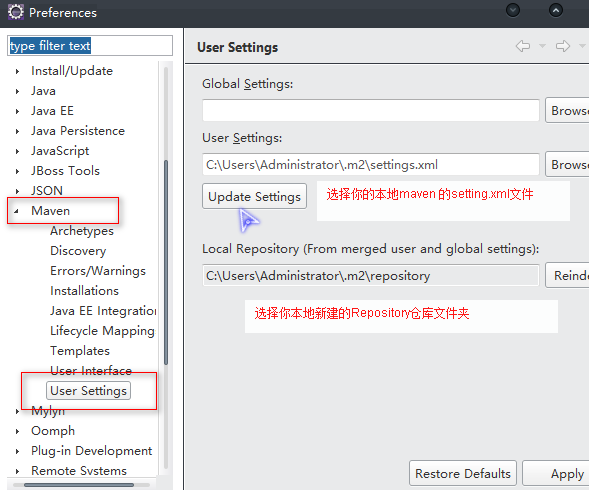 Preferences
type filter text
Install/Update
Java
Java EE
Java Persistence
JavaScript
JBoss Tools
JSON
Maven
Archetypes
Discovery
Errors/Warnings
Installations
Java EE Integration
Lifecycle Mapping
Templates
User Interface
User Settings
Mylyn
Oomph
Plug-in Development
Remote Systems
User Settings
Global Settings:
Browse
User Settings:
C:\Users\Administrator\.m2\settings.xml
Browse
Update Settings
选择你的本地maven 的setting.xml文件
Local Repository (From merged user and global settings):
C:\Users\Administrator\.m2\repository
Reinde
选择你本地新建的Repository仓库文件夹
Restore Defaults
Apply